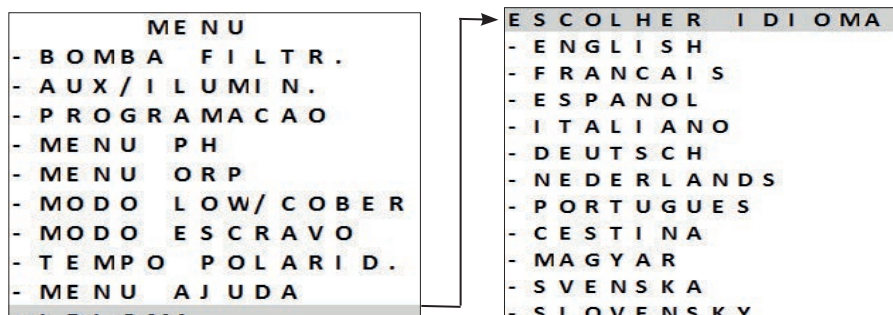 MENU
- BOMBA FILTR.
- AUX/ILUMIN.
- PROGRAMACAO
- MENU PH
- MENU ORP
- MODO LOW/COBER
- MODO ESCRAVO
- TEMPO POLARID.
- MENU AJUDA
ESCOLHER IDIOMA
- ENGLISH
- FRANCAIS
- ESPANOL
- ITALIANO
- DEUTSCH
- NEDERLANDS
- PORTUGUES
- CESTINA
- MAGYAR
- SVENSKA
- SLOVENSKY